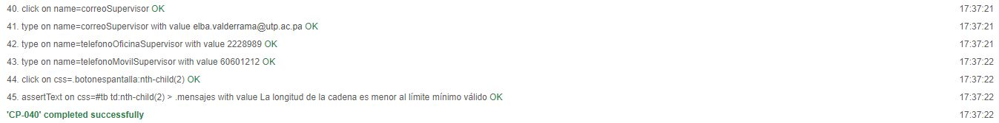 40. click on name=correoSupervisor OK 17:37:21
41. type on name=correoSupervisor with value elba.valderrama@utp.ac.pa OK 17:37:21
42. type on name=telefonoOficinaSupervisor with value 2228989 OK 17:37:21
43. type on name=telefonoMovilSupervisor with value 60601212 OK 17:37:22
44. click on css=.botonespantalla:nth-child(2) OK 17:37:22
45. assertText on css=#tb td:nth-child(2) > .mensajes with value La longitud de la cadena es menor al límite mínimo válido OK 17:37:22
'CP-040' completed successfully 17:37:22